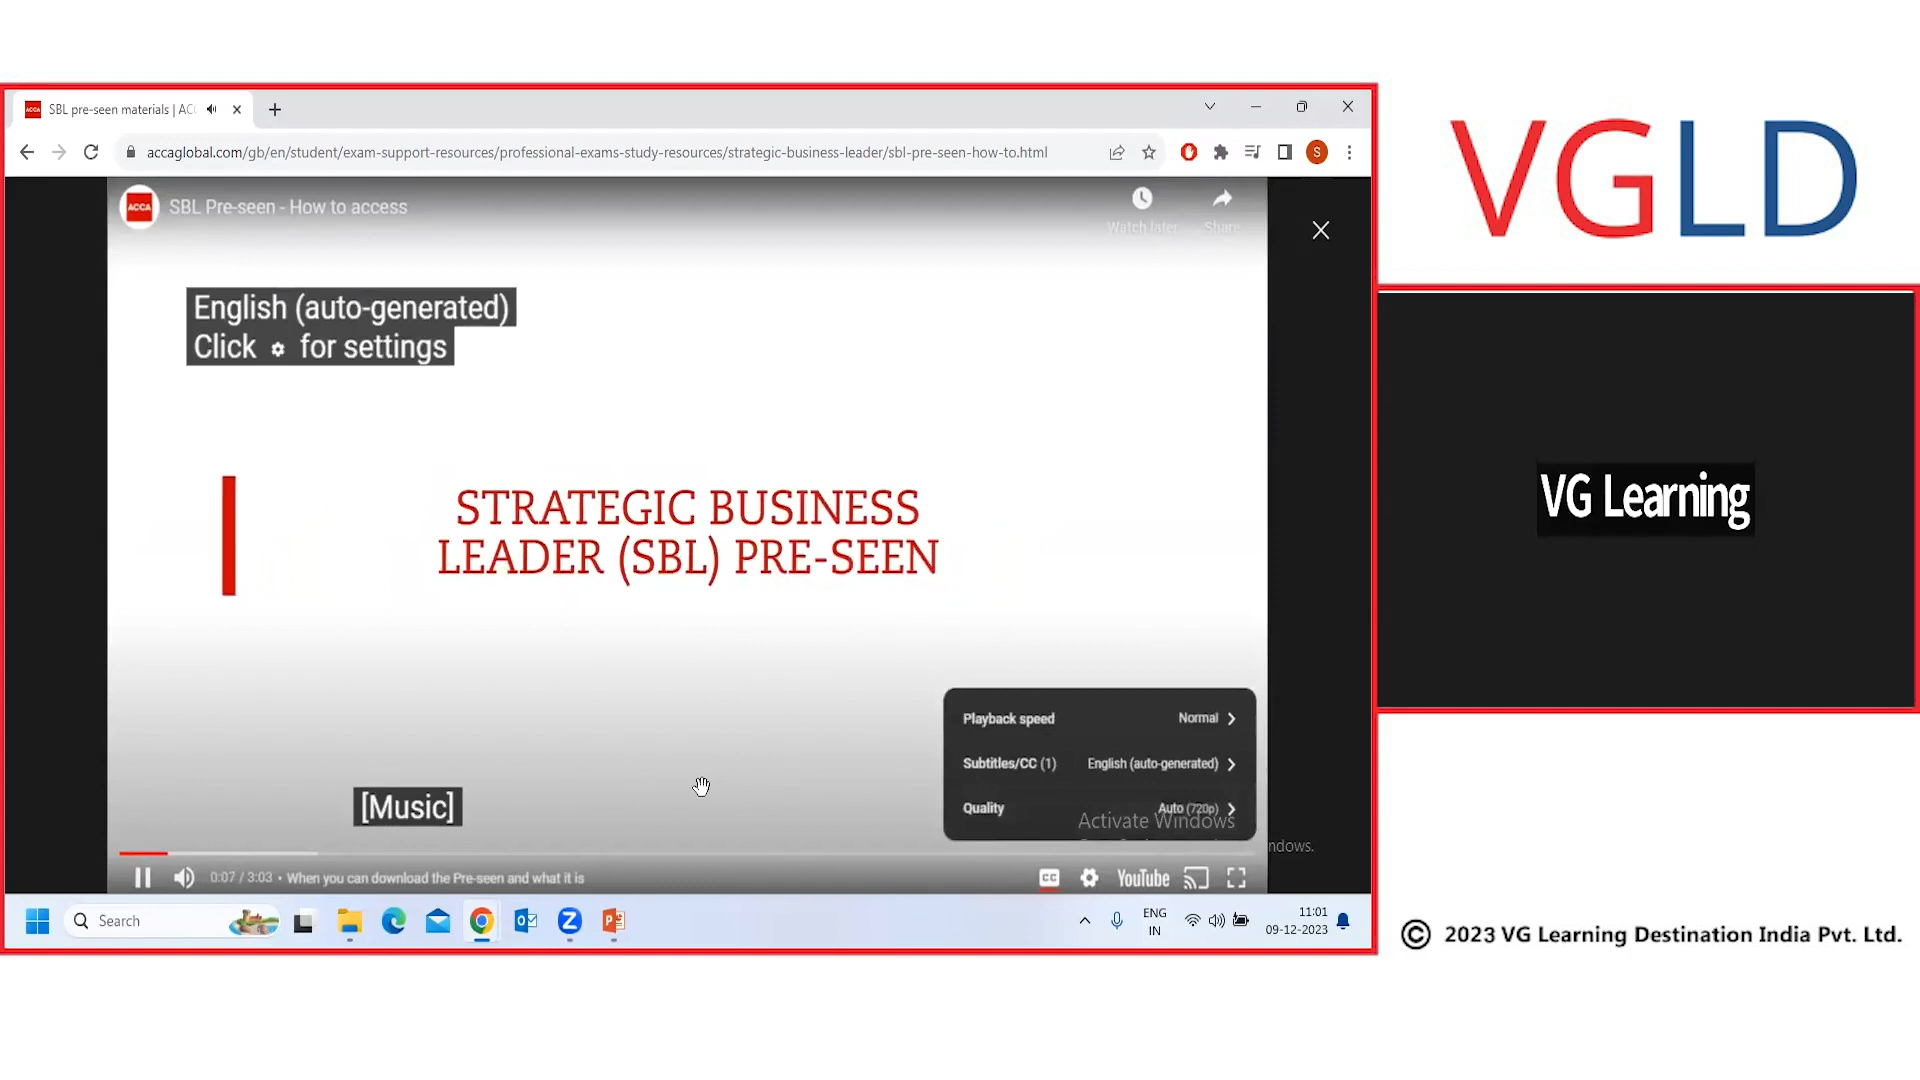 SBL pre-seen materials | AC
accaglobal.com/gb/en/student/exam-support-resources/professional-exams-study-resources/strategic-business-leader/sbl-pre-seen-how-to.html
S
ACCA
SBL Pre-seen - How to access
Watch later
Share
English (auto-generated)
Click for settings
STRATEGIC BUSINESS
LEADER (SBL) PRE-SEEN
Playback speed Normal
Subtitles/CC (1) English (auto-generated)
Quality Auto (720p)
Activate Windows
ndows.
[Music]
0:07 / 3:03 • When you can download the Pre-seen and what it is
CC
YouTube
Search
ENG
IN
11:01
09-12-2023
VGLD
VG Learning
© 2023 VG Learning Destination India Pvt. Ltd.